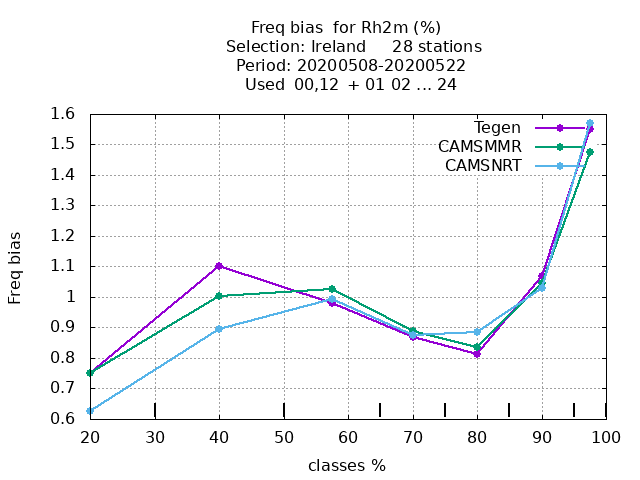 Freq bias  for Rh2m (%)
Selection: Ireland     28 stations
Period: 20200508-20200522
Used  00,12  + 01 02 ... 24
Tegen
CAMSMMR
CAMSNRT
Freq bias
1.6
1.5
1.4
1.3
1.2
1.1
1
0.9
0.8
0.7
0.6
20 30 40 50 60 70 80 90 100
classes %